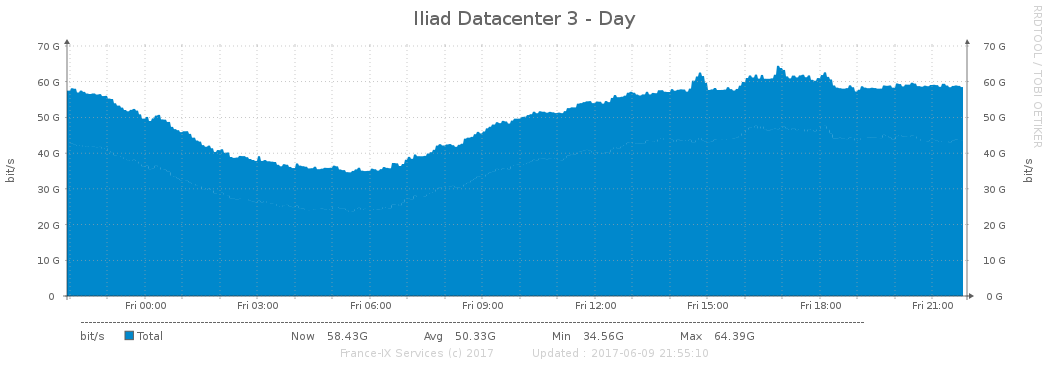 Iliad Datacenter 3 - Day
RRDTOOL / TOBI OETIKER
70 G 70 G
60 G 60 G
50 G 50 G
40 G 40 G
30 G 30 G
20 G 20 G
10 G 10 G
0 0 G
bit/s bit/s
Fri 00:00 Fri 03:00 Fri 06:00 Fri 09:00 Fri 12:00 Fri 15:00 Fri 18:00 Fri 21:00
bit/s Total Now 58.43G Avg 50.33G Min 34.56G Max 64.39G
France-IX Services (c) 2017 Updated : 2017-06-09 21:55:10